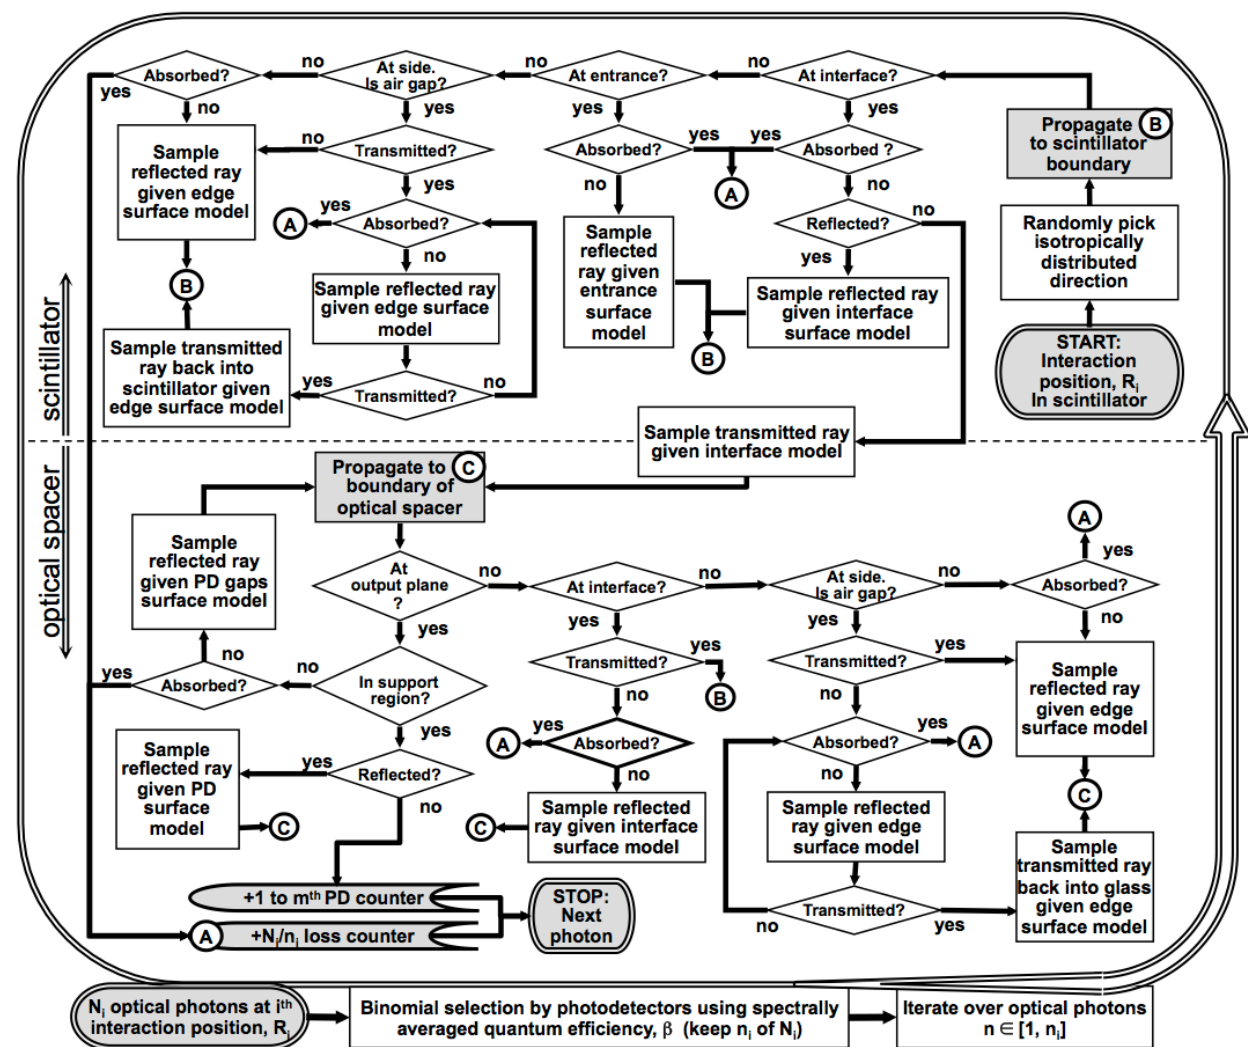 Absorbed?
no
At side.
Is air gap?
no
At entrance?
no
At interface?
yes
no
yes
yes
yes
Propagate
to scintillator
boundary
B
Sample
reflected ray
given edge
surface model
no
Transmitted?
Absorbed?
yes
yes
Absorbed ?
A
yes
no
no
yes
A
Absorbed?
Reflected?
no
Randomly pick
isotropically
distributed
direction
no
yes
Sample
reflected
ray given
entrance
surface
model
B
Sample reflected ray
given edge surface
model
Sample reflected ray
given interface
surface model
START:
Interaction
position, Ri
In scintillator
B
Sample transmitted
ray back into
scintillator given
edge surface model
yes
Transmitted?
no
scintillator
Sample transmitted ray
given interface model
optical spacer
Propagate to
boundary of
optical spacer
C
A
Sample
reflected ray
given PD gaps
surface model
At
output plane
?
no
At interface?
no
At side.
Is air gap?
no
yes
Absorbed?
yes
yes
yes
no
no
no
yes
Absorbed?
In support
region?
Transmitted?
yes
B
Transmitted?
yes
Sample
reflected ray
given edge
surface model
no
no
yes
yes
A
Absorbed?
Absorbed?
yes
A
Sample
reflected ray
given PD
surface
model
yes
Reflected?
no
no
C
no
C
C
Sample reflected
ray given interface
surface model
Sample reflected
ray given edge
surface model
Sample
transmitted ray
back into glass
given edge
surface model
+1 to mth PD counter
STOP:
Next
photon
Transmitted?
no
yes
A
+Ni/ni loss counter
Ni optical photons at ith
interaction position, Ri
Binomial selection by photodetectors using spectrally
averaged quantum efficiency, β (keep ni of Ni)
Iterate over optical photons
n ∈ [1, ni]